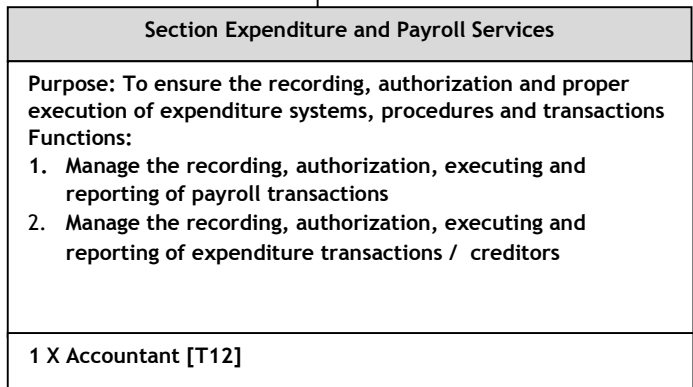 Section Expenditure and Payroll Services
Purpose: To ensure the recording, authorization and proper
execution of expenditure systems, procedures and transactions
Functions:
1. Manage the recording, authorization, executing and
reporting of payroll transactions
2. Manage the recording, authorization, executing and
reporting of expenditure transactions / creditors
1 X Accountant [T12]